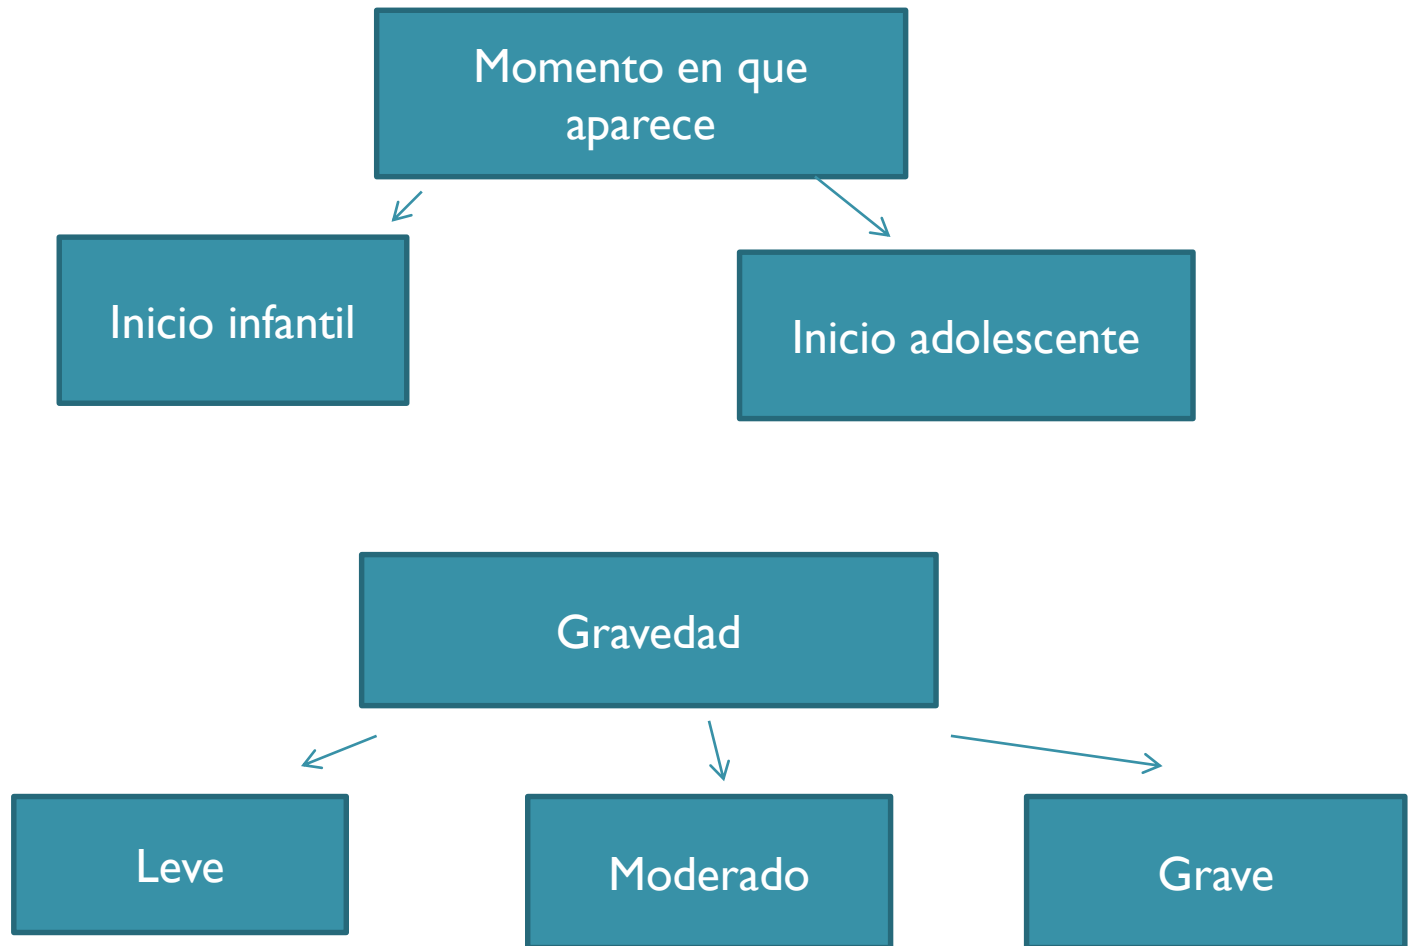 Momento en que
aparece
Inicio infantil
Inicio adolescente
Gravedad
Leve
Moderado
Grave